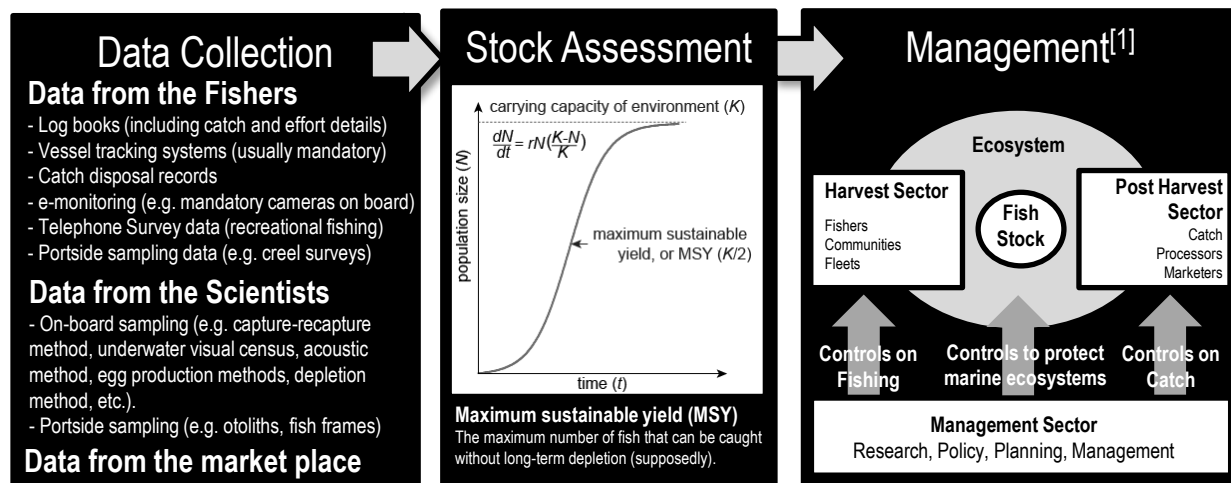 Data Collection
Data from the Fishers
- Log books (including catch and effort details)
- Vessel tracking systems (usually mandatory)
- Catch disposal records
- e-monitoring (e.g. mandatory cameras on board)
- Telephone Survey data (recreational fishing)
- Portside sampling data (e.g. creel surveys)
Data from the Scientists
- On-board sampling (e.g. capture-recapture
method, underwater visual census, acoustic
method, egg production methods, depletion
method, etc.).
- Portside sampling (e.g. otoliths, fish frames)
Data from the market place
Stock Assessment
carrying capacity of environment (K)
dN/dt = rN(K-N/K)
population size (N)
maximum sustainable
yield, or MSY (K/2)
time (t)
Maximum sustainable yield (MSY)
The maximum number of fish that can be caught
without long-term depletion (supposedly).
Management[1]
Ecosystem
Harvest Sector
Fishers
Communities
Fleets
Fish
Stock
Post Harvest
Sector
Catch
Processors
Marketers
Controls on
Fishing
Controls to protect
marine ecosystems
Controls on
Catch
Management Sector
Research, Policy, Planning, Management